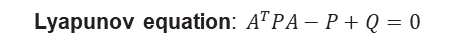 Lyapunov equation: AᵀPA − P + Q = 0